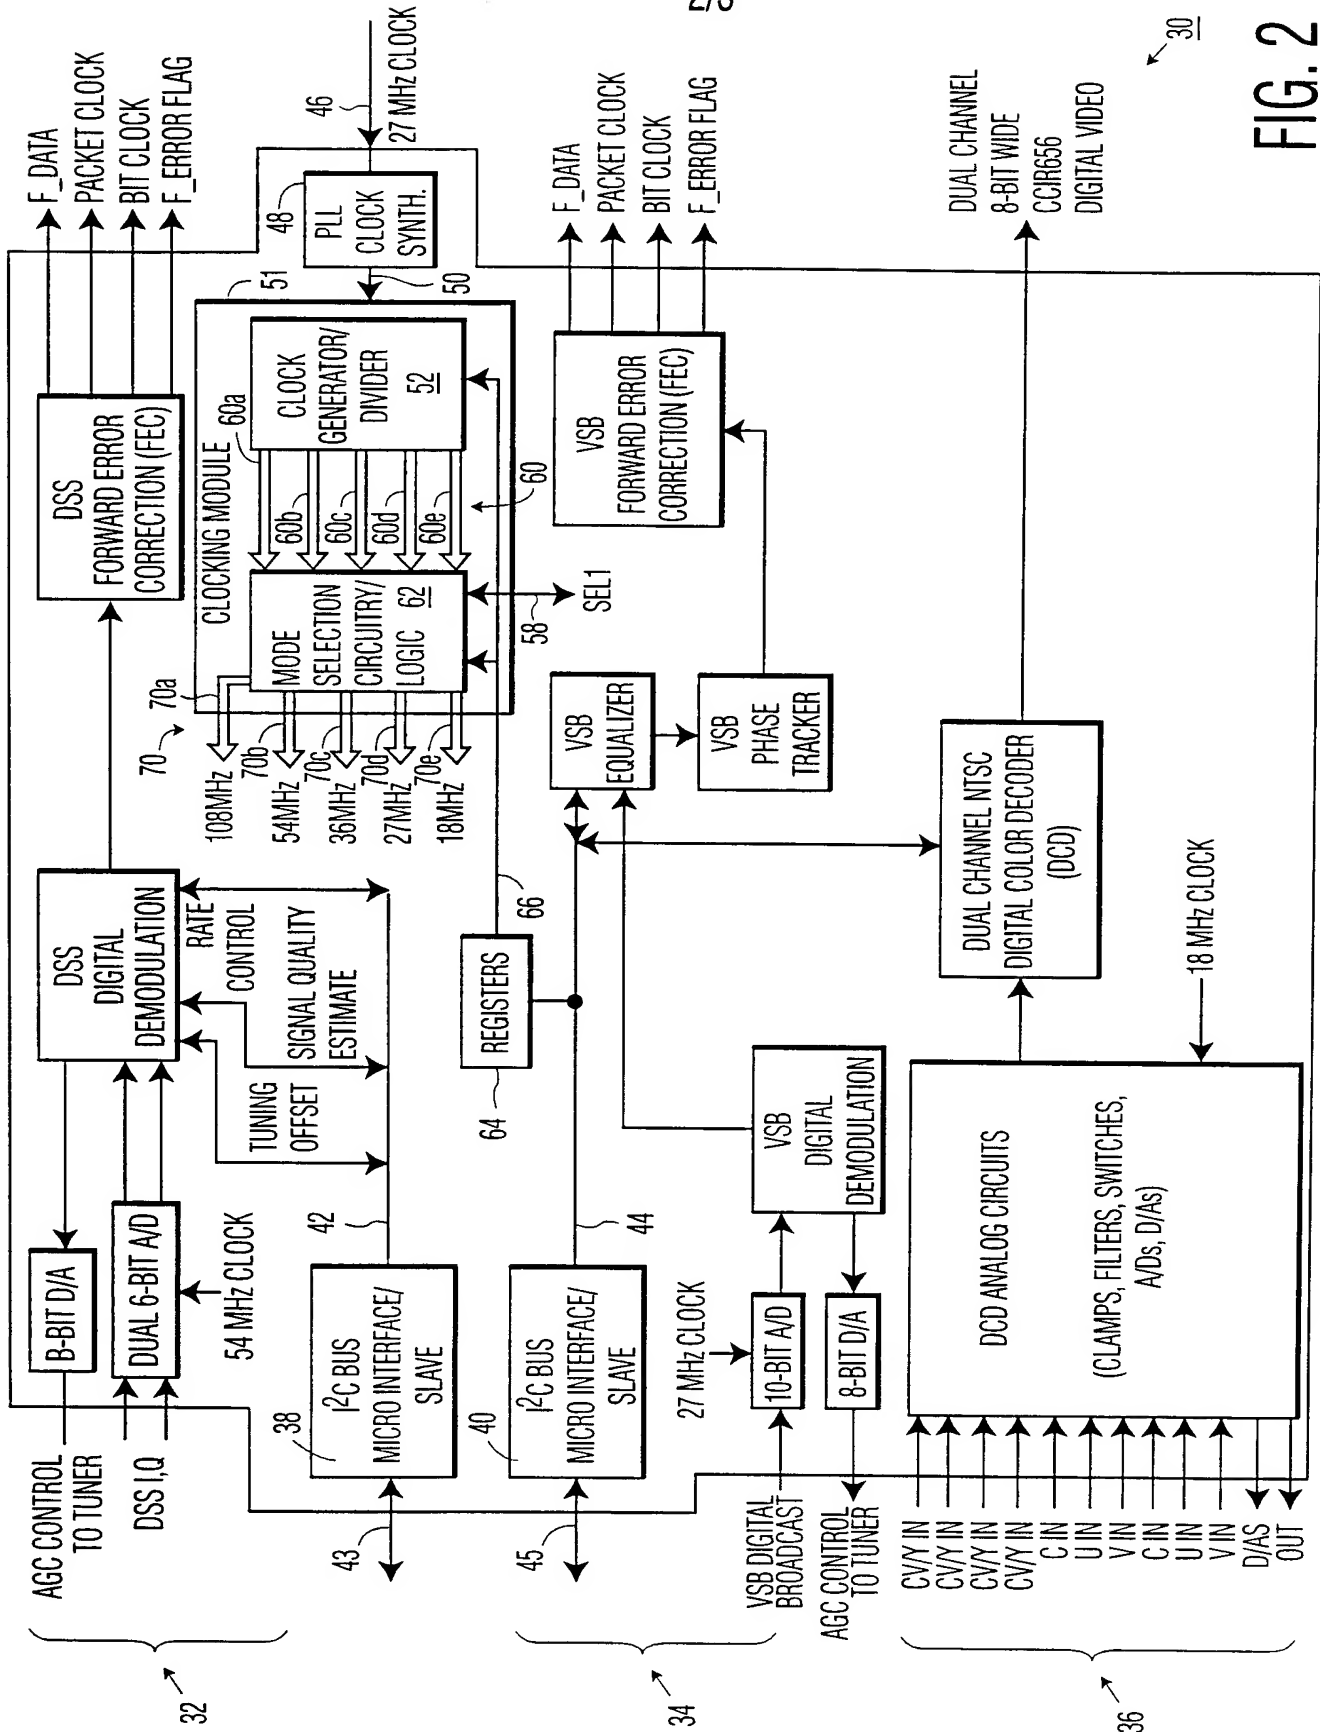 2/3
AGC CONTROL
TO TUNER
DSS I,Q
B-BIT D/A
DUAL 6-BIT A/D
54 MHz CLOCK
DSS
DIGITAL
DEMODULATION
DSS
FORWARD ERROR
CORRECTION (FEC)
F_DATA
PACKET CLOCK
BIT CLOCK
F_ERROR FLAG
RATE
CONTROL
SIGNAL QUALITY
ESTIMATE
TUNING
OFFSET
32
70
70a
108MHz
70b
54MHz
70c
36MHz
70d
27MHz
70e
18MHz
CLOCKING MODULE
51
MODE
SELECTION
CIRCUITRY/
LOGIC 62
60a
60b
60c
60d
60e
60
CLOCK
GENERATOR/
DIVIDER
52
50
48
PLL
CLOCK
SYNTH.
46
27 MHz CLOCK
58
SEL1
43
38
I2C BUS
MICRO INTERFACE/
SLAVE
42
64
REGISTERS
66
45
40
I2C BUS
MICRO INTERFACE/
SLAVE
44
34
VSB DIGITAL
BROADCAST
AGC CONTROL
TO TUNER
27 MHz CLOCK
10-BIT A/D
8-BIT D/A
VSB
DIGITAL
DEMODULATION
VSB
EQUALIZER
VSB
PHASE
TRACKER
VSB
FORWARD ERROR
CORRECTION (FEC)
F_DATA
PACKET CLOCK
BIT CLOCK
F_ERROR FLAG
36
CV/Y IN
CV/Y IN
CV/Y IN
CV/Y IN
C IN
U IN
V IN
C IN
U IN
V IN
D/AS
OUT
DCD ANALOG CIRCUITS
(CLAMPS, FILTERS, SWITCHES,
A/Ds, D/As)
18 MHz CLOCK
DUAL CHANNEL NTSC
DIGITAL COLOR DECODER
(DCD)
DUAL CHANNEL
8-BIT WIDE
CCIR656
DIGITAL VIDEO
30
FIG. 2